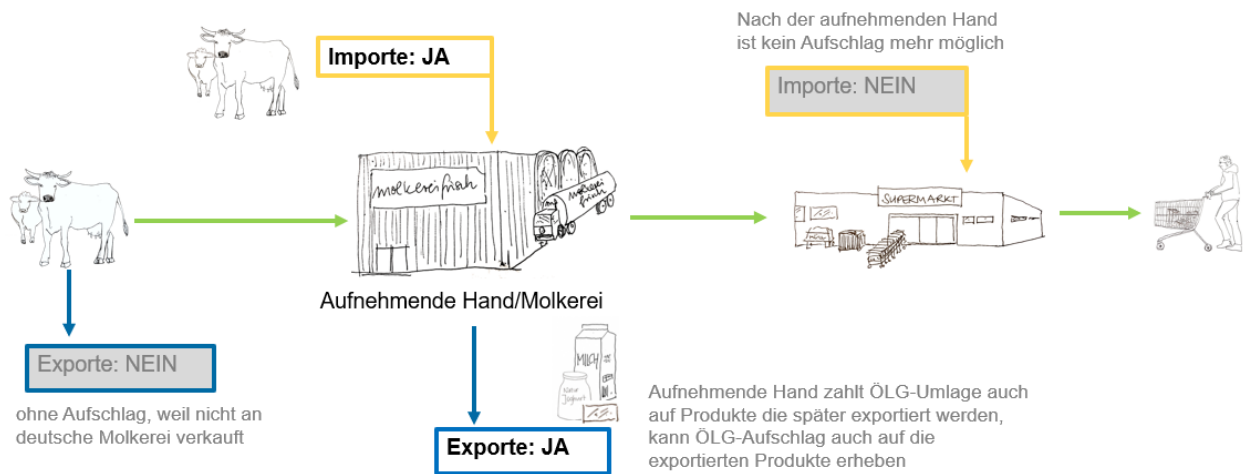 Nach der aufnehmenden Hand
ist kein Aufschlag mehr möglich
Importe: JA
Importe: NEIN
molkereifrisch
molkerei
frisch
SUPERMARKT
Aufnehmende Hand/Molkerei
Exporte: NEIN
ohne Aufschlag, weil nicht an
deutsche Molkerei verkauft
MILCH
Natur
Joghurt
Exporte: JA
Aufnehmende Hand zahlt ÖLG-Umlage auch
auf Produkte die später exportiert werden,
kann ÖLG-Aufschlag auch auf die
exportierten Produkte erheben